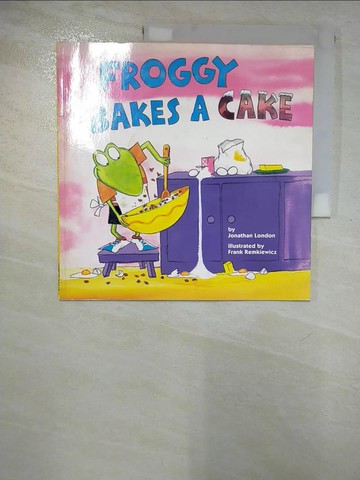 FROGGY
BAKES A CAKE
by
Jonathan London
illustrated by
Frank Remkiewicz